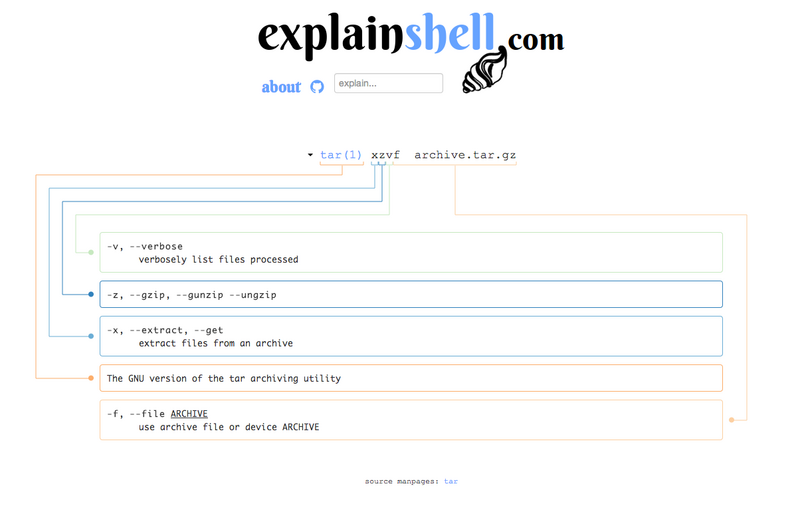 explainshell.com
about explain...
tar(1) xzvf archive.tar.gz
-v, --verbose
verbosely list files processed
-z, --gzip, --gunzip --ungzip
-x, --extract, --get
extract files from an archive
The GNU version of the tar archiving utility
-f, --file ARCHIVE
use archive file or device ARCHIVE
source manpages: tar